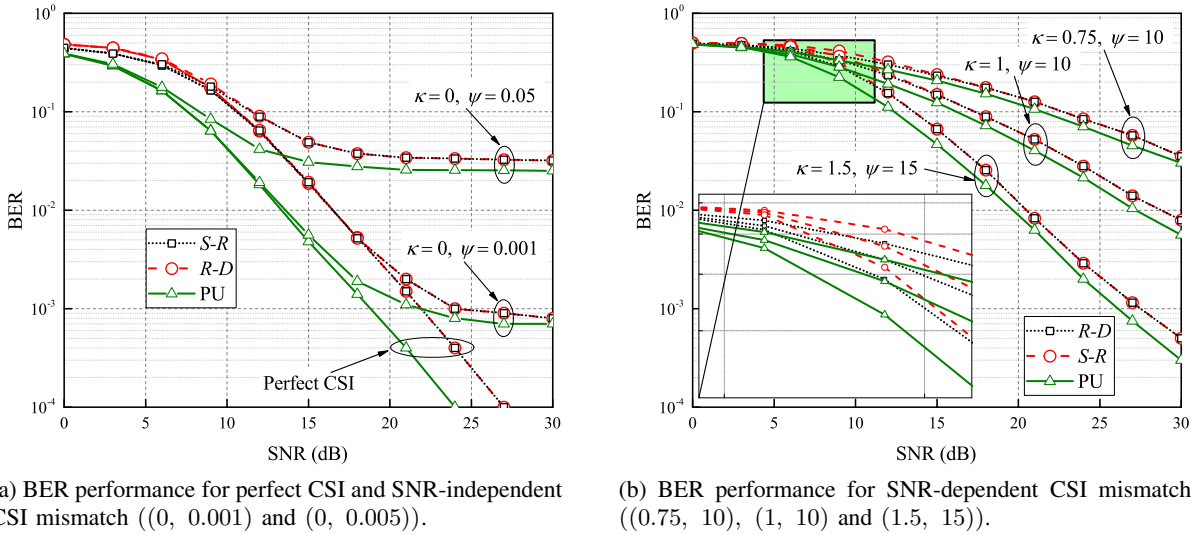 BER
10^0
10^-1
10^-2
10^-3
10^-4
0 5 10 15 20 25 30
SNR (dB)
κ = 0, ψ = 0.05
κ = 0, ψ = 0.001
Perfect CSI
S-R
R-D
PU
BER
10^0
10^-1
10^-2
10^-3
10^-4
0 5 10 15 20 25 30
SNR (dB)
κ = 0.75, ψ = 10
κ = 1, ψ = 10
κ = 1.5, ψ = 15
R-D
S-R
PU
a) BER performance for perfect CSI and SNR-independent
CSI mismatch ((0, 0.001) and (0, 0.005)).
(b) BER performance for SNR-dependent CSI mismatch
((0.75, 10), (1, 10) and (1.5, 15)).